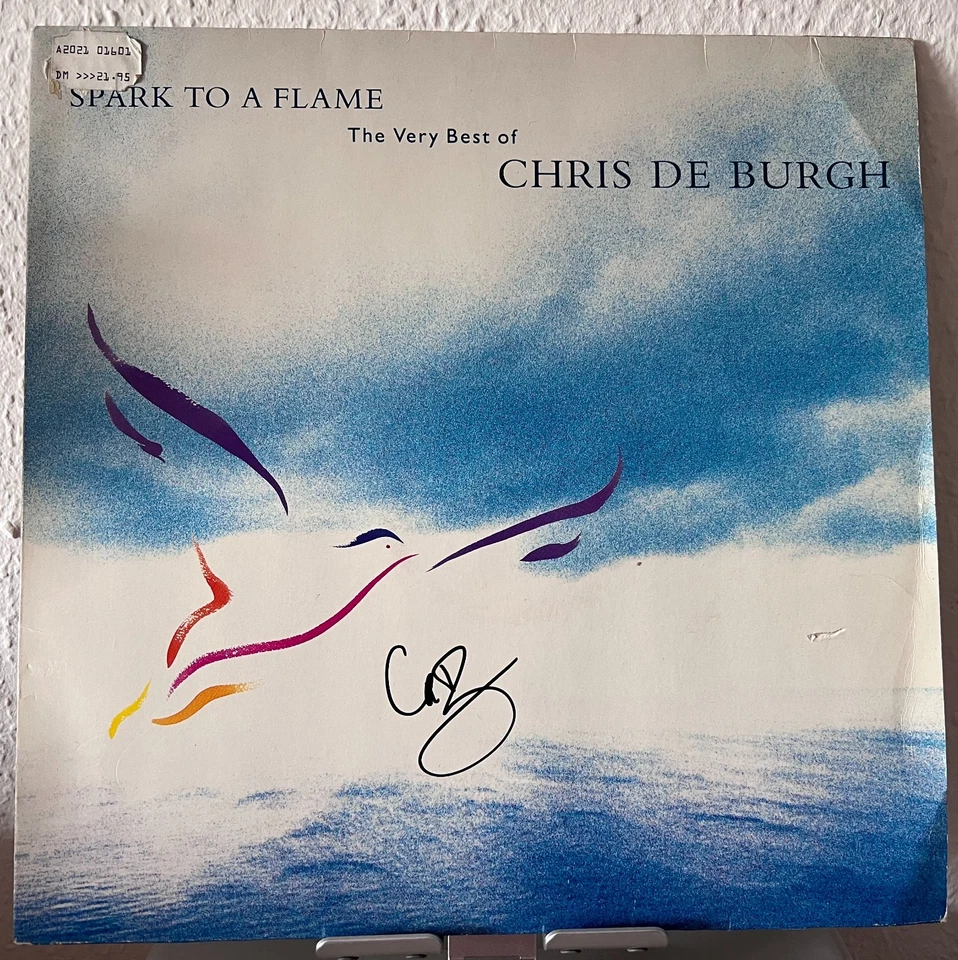 A2021 01601
DM >>>21.95
SPARK TO A FLAME
The Very Best of
CHRIS DE BURGH